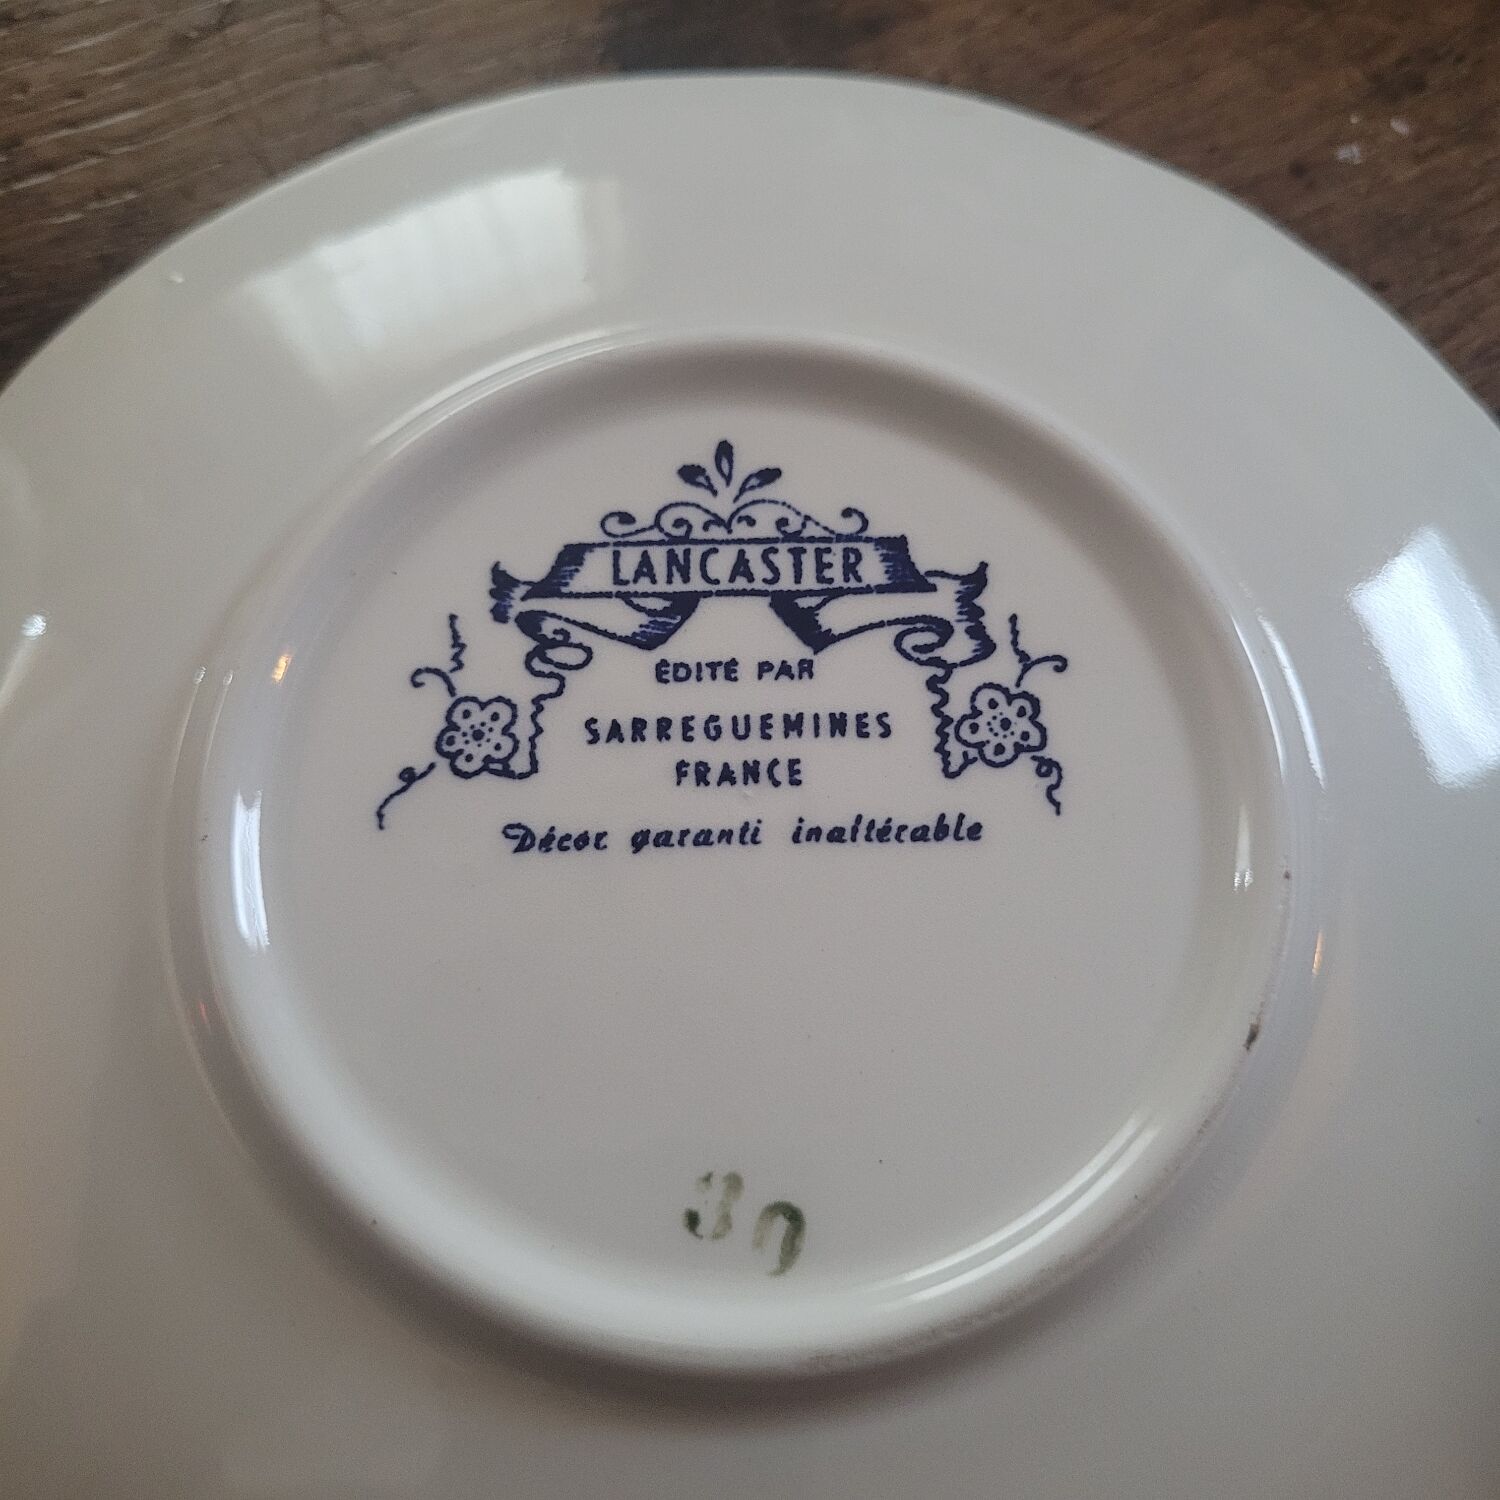 LANCASTER
ÉDITÉ PAR
SARREGUEMINES
FRANCE
Décor garanti inaltérable